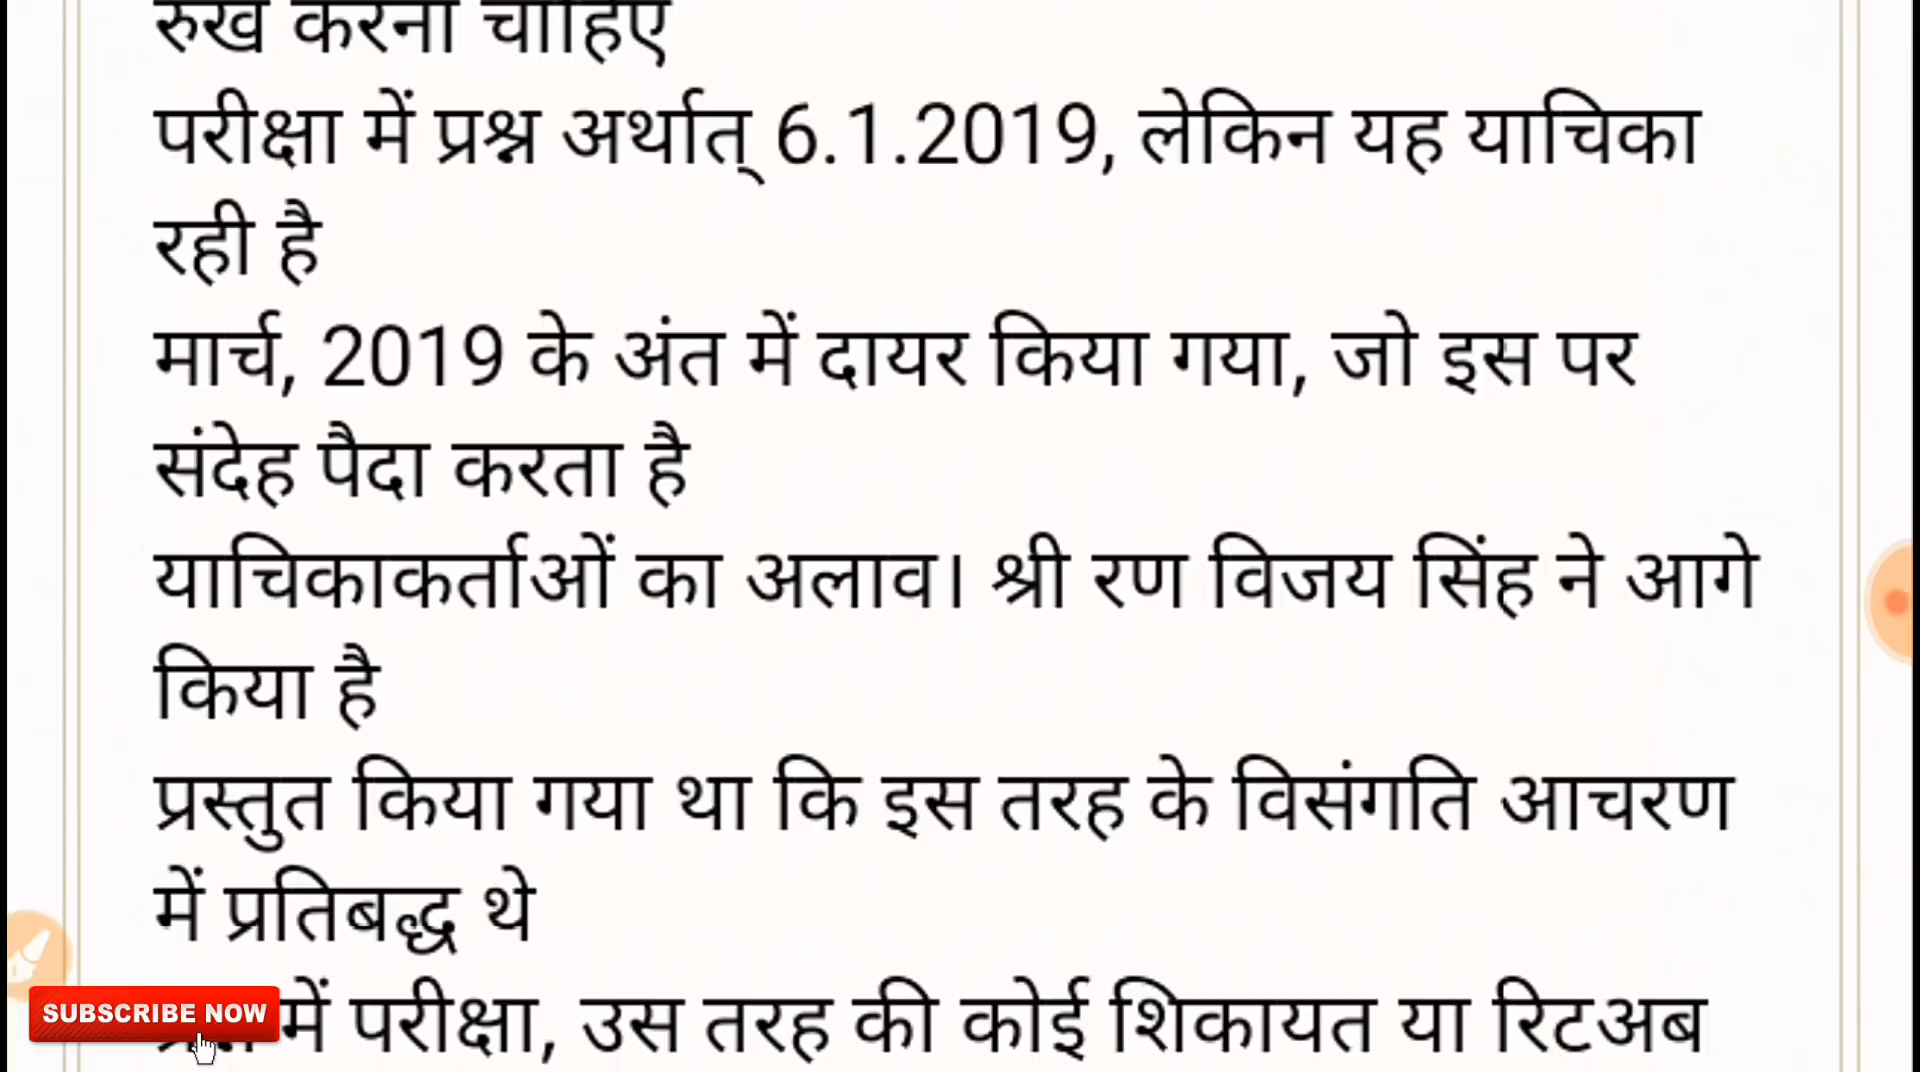 रुख करना चाहिए
परीक्षा में प्रश्न अर्थात् 6.1.2019, लेकिन यह याचिका
रही है
मार्च, 2019 के अंत में दायर किया गया, जो इस पर
संदेह पैदा करता है
याचिकाकर्ताओं का अलाव। श्री रण विजय सिंह ने आगे
किया है
प्रस्तुत किया गया था कि इस तरह के विसंगति आचरण
में प्रतिबद्ध थे
में परीक्षा, उस तरह की कोई शिकायत या रिटअब
SUBSCRIBE NOW